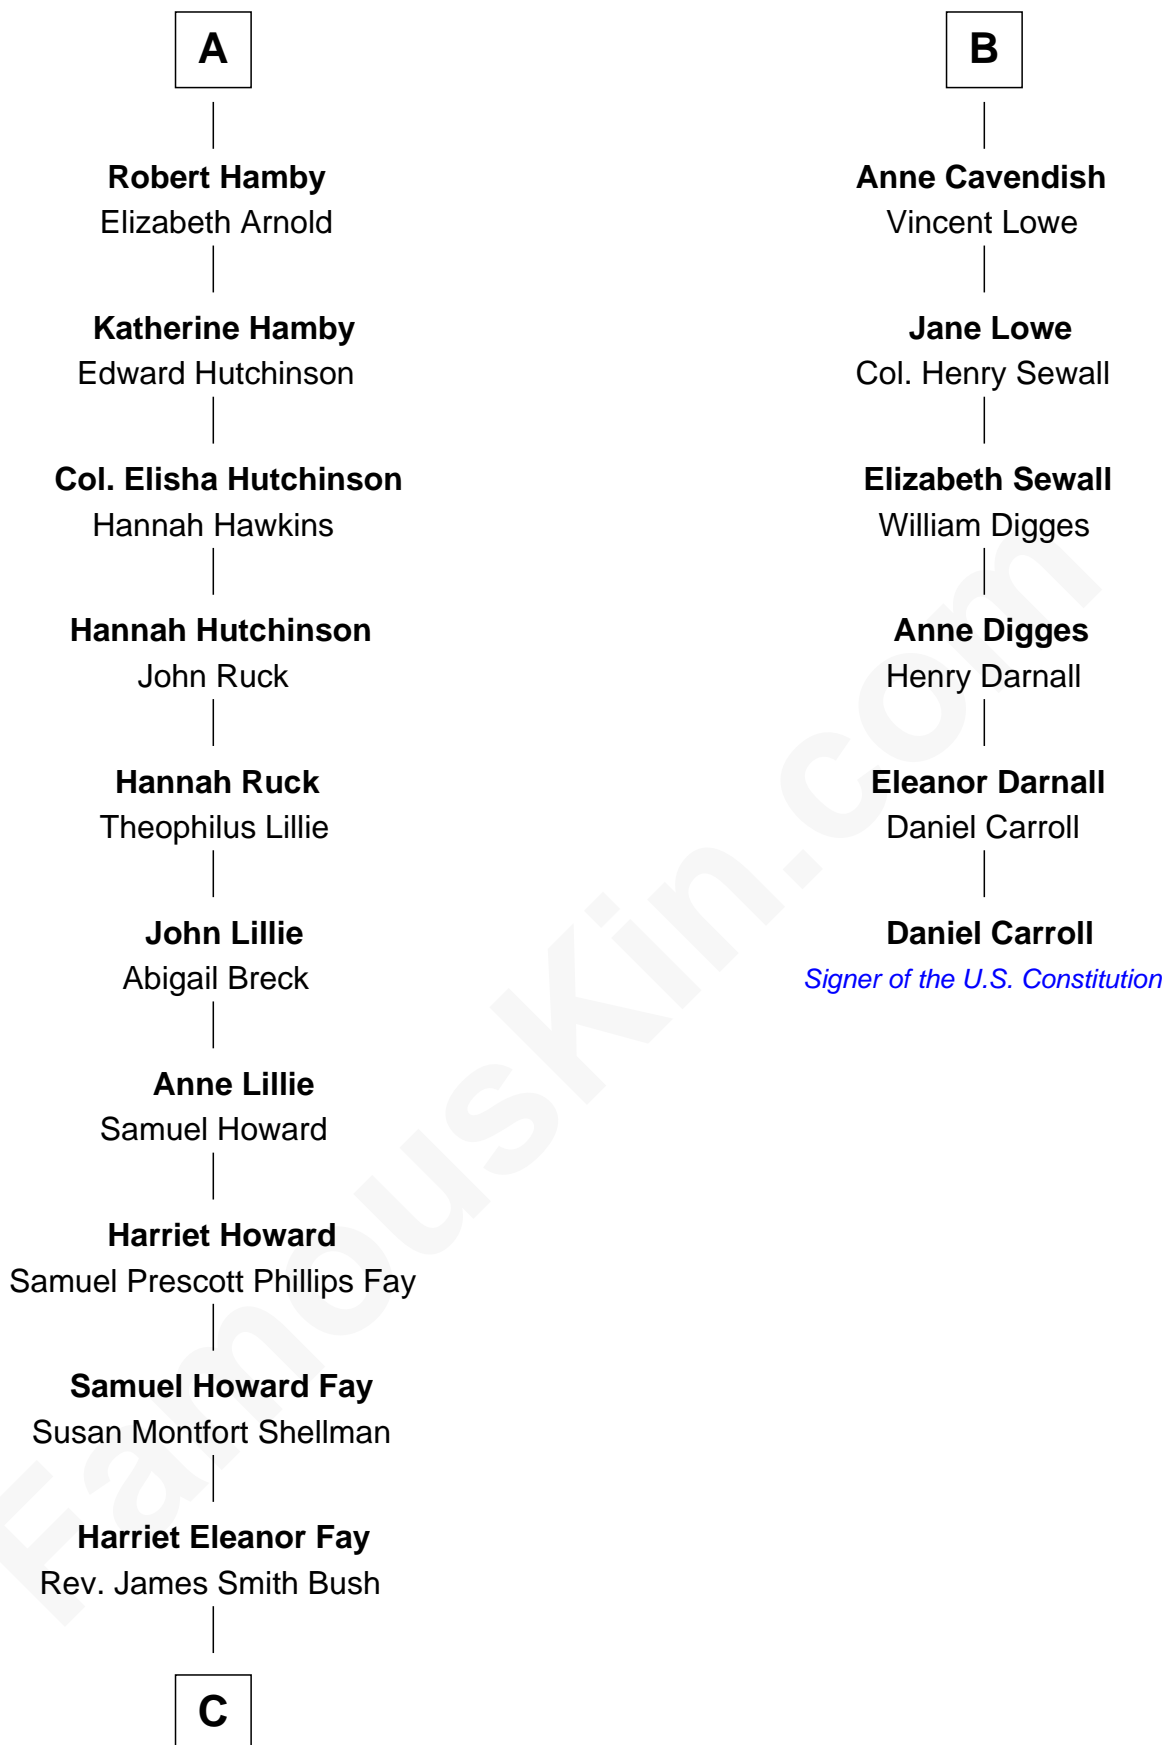 A
Robert Hamby
Elizabeth Arnold
Katherine Hamby
Edward Hutchinson
Col. Elisha Hutchinson
Hannah Hawkins
Hannah Hutchinson
John Ruck
Hannah Ruck
Theophilus Lillie
John Lillie
Abigail Breck
Anne Lillie
Samuel Howard
Harriet Howard
Samuel Prescott Phillips Fay
Samuel Howard Fay
Susan Montfort Shellman
Harriet Eleanor Fay
Rev. James Smith Bush
C
B
Anne Cavendish
Vincent Lowe
Jane Lowe
Col. Henry Sewall
Elizabeth Sewall
William Digges
Anne Digges
Henry Darnall
Eleanor Darnall
Daniel Carroll
Daniel Carroll
Signer of the U.S. Constitution
FamousKin.com